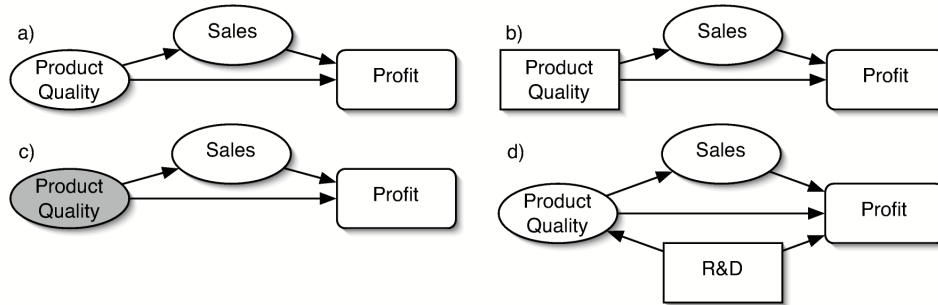 a)
Sales
Product
Quality
Profit
b)
Sales
Product
Quality
Profit
c)
Sales
Product
Quality
Profit
d)
Sales
Product
Quality
Profit
R&D